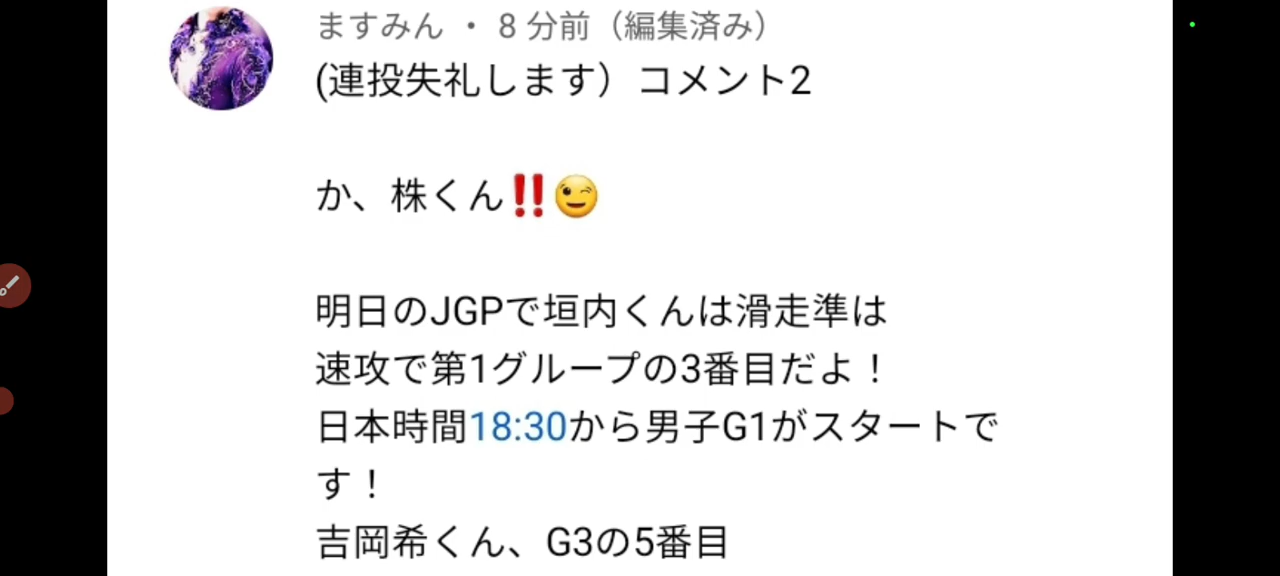 ますみん ・ 8 分前（編集済み）
(連投失礼します）コメント2
か、株くん‼️😉
明日のJGPで垣内くんは滑走準は
速攻で第1グループの3番目だよ！
日本時間18:30から男子G1がスタートで
す！
吉岡希くん、G3の5番目